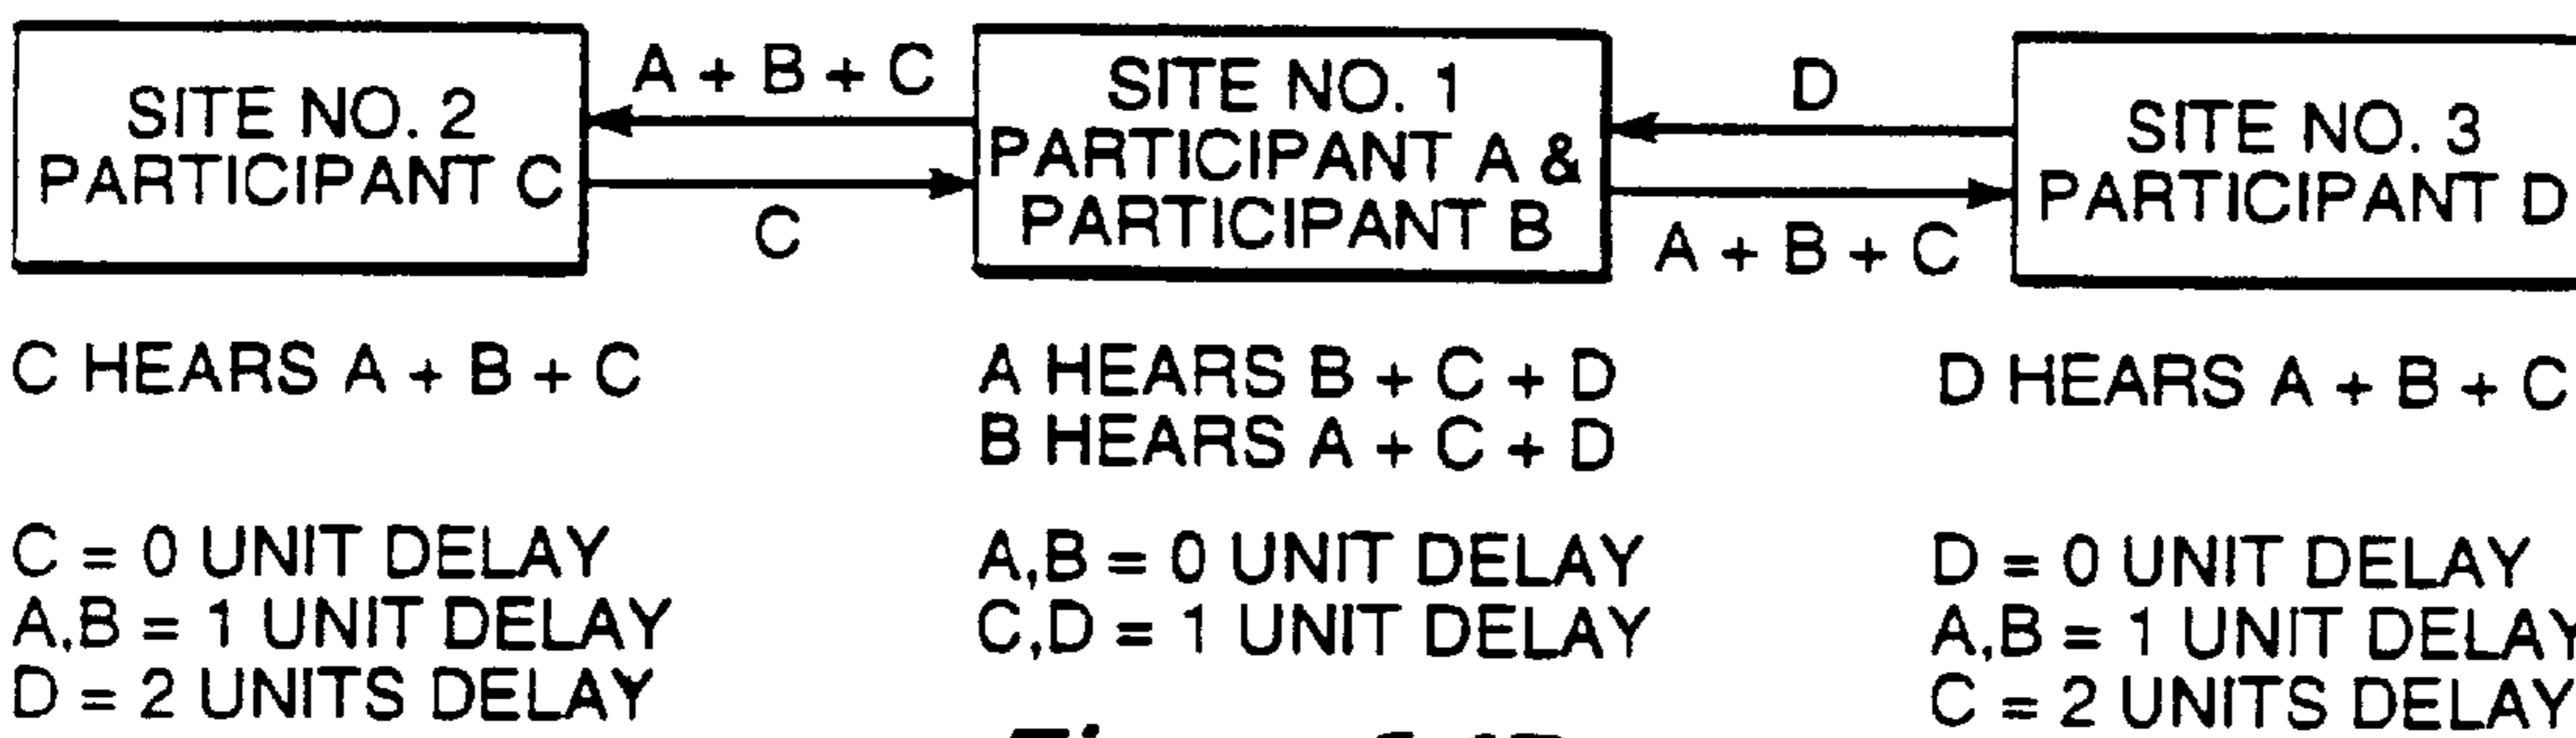 A + B + C
SITE NO. 2
PARTICIPANT C
C
SITE NO. 1
PARTICIPANT A &
PARTICIPANT B
D
A + B + C
SITE NO. 3
PARTICIPANT D
C HEARS A + B + C
A HEARS B + C + D
B HEARS A + C + D
D HEARS A + B + C
C = 0 UNIT DELAY
A,B = 1 UNIT DELAY
D = 2 UNITS DELAY
A,B = 0 UNIT DELAY
C,D = 1 UNIT DELAY
D = 0 UNIT DELAY
A,B = 1 UNIT DELAY
C = 2 UNITS DELAY